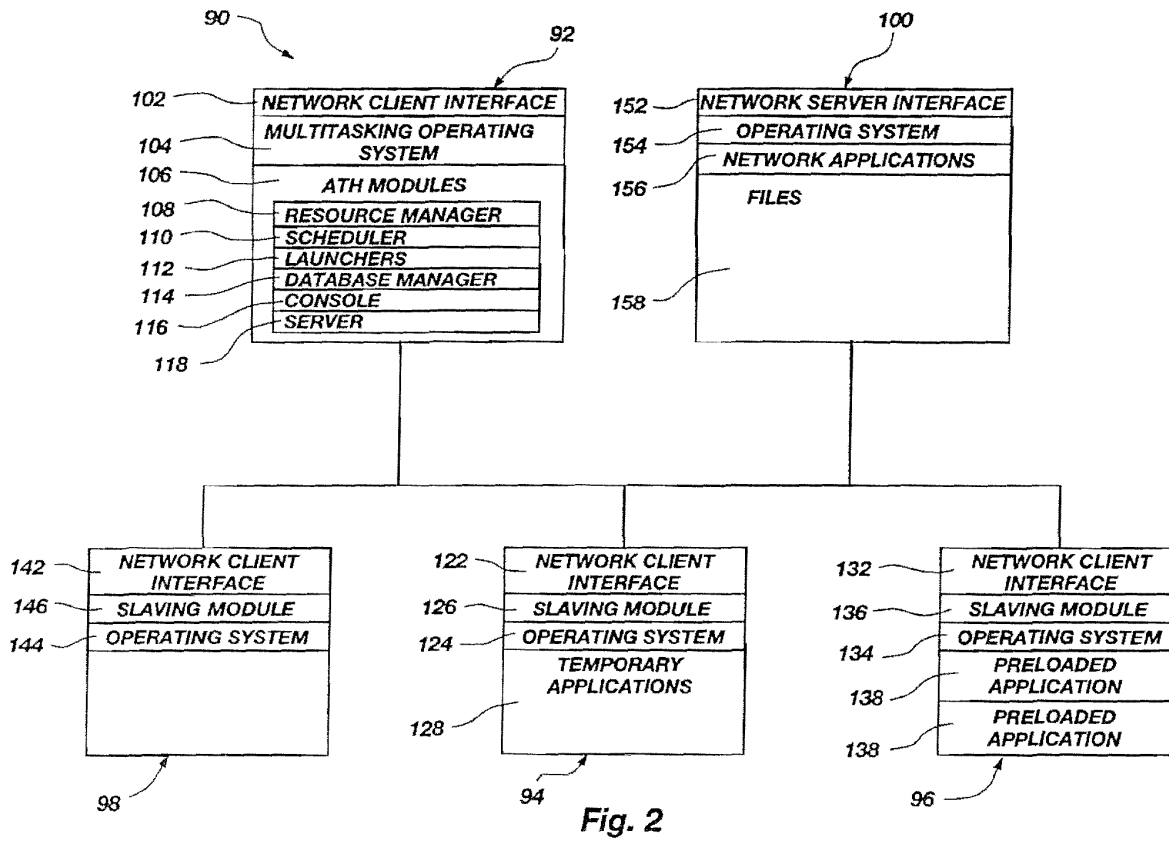 90
92
100
102
NETWORK CLIENT INTERFACE
104
MULTITASKING OPERATING
SYSTEM
106
ATH MODULES
108
RESOURCE MANAGER
110
SCHEDULER
112
LAUNCHERS
114
DATABASE MANAGER
116
CONSOLE
118
SERVER
152
NETWORK SERVER INTERFACE
154
OPERATING SYSTEM
156
NETWORK APPLICATIONS
FILES
158
142
NETWORK CLIENT
INTERFACE
146
SLAVING MODULE
144
OPERATING SYSTEM
98
122
NETWORK CLIENT
INTERFACE
126
SLAVING MODULE
124
OPERATING SYSTEM
TEMPORARY
APPLICATIONS
128
94
132
NETWORK CLIENT
INTERFACE
136
SLAVING MODULE
134
OPERATING SYSTEM
138
PRELOADED
APPLICATION
138
PRELOADED
APPLICATION
96
Fig. 2